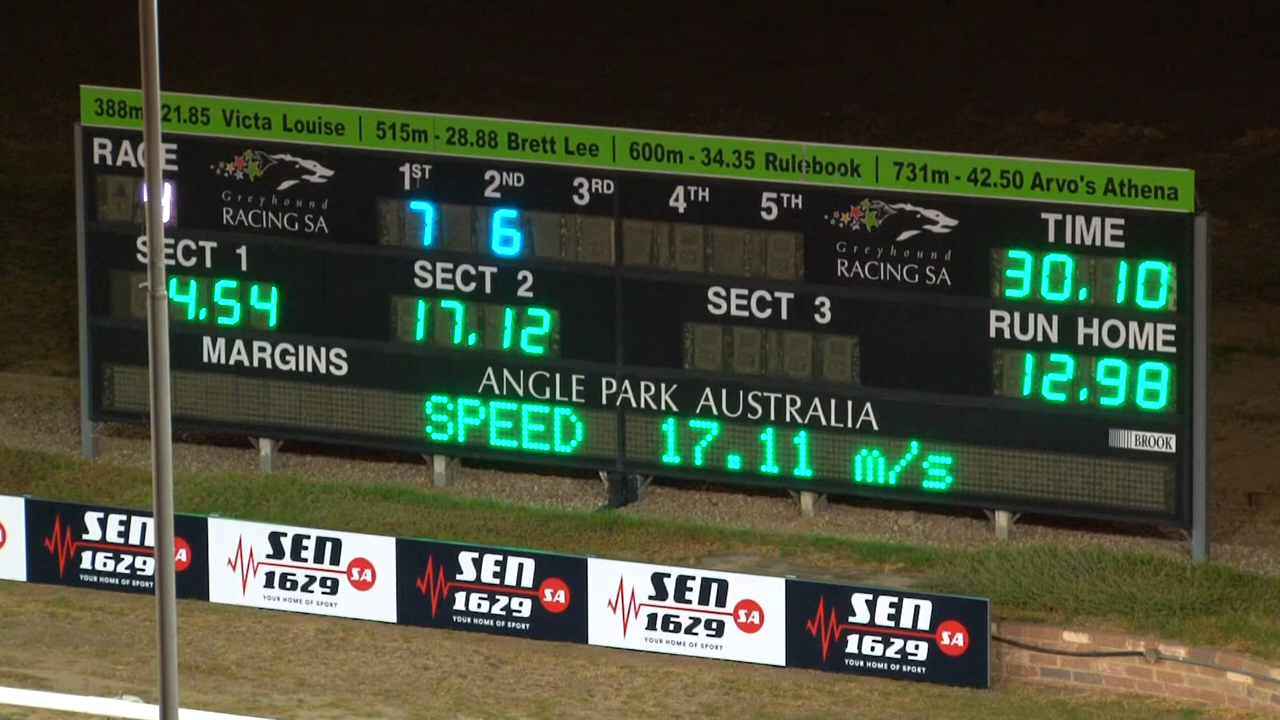 388m 21.85 Victa Louise | 515m - 28.88 Brett Lee | 600m - 34.35 Rulebook | 731m - 42.50 Arvo's Athena
RACE
Greyhound
RACING SA
1ST 2ND 3RD 4TH 5TH
7 6
Greyhound
RACING SA
TIME
30.10
SECT 1
4.54
SECT 2
17.12
SECT 3
RUN HOME
12.98
MARGINS
ANGLE PARK AUSTRALIA
SPEED 17.11 m/s
BROOK
SEN
1629
SA
YOUR HOME OF SPORT
SEN
1629
SA
YOUR HOME OF SPORT
SEN
1629
SA
YOUR HOME OF SPORT
SEN
1629
SA
YOUR HOME OF SPORT
SEN
1629
SA
YOUR HOME OF SPORT